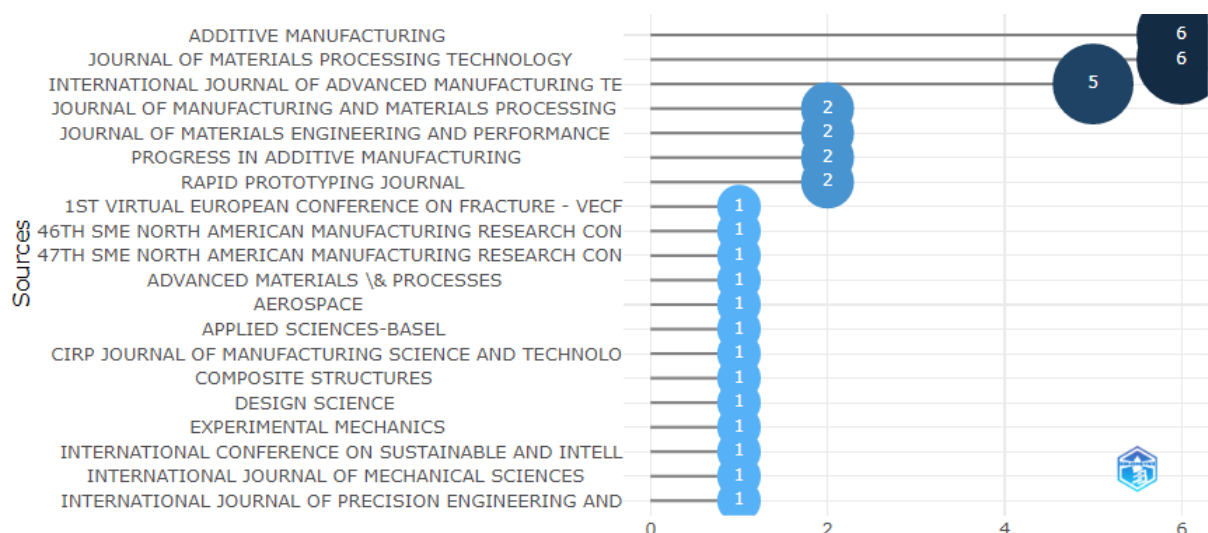 ADDITIVE MANUFACTURING 6
JOURNAL OF MATERIALS PROCESSING TECHNOLOGY 6
INTERNATIONAL JOURNAL OF ADVANCED MANUFACTURING TE 5
JOURNAL OF MANUFACTURING AND MATERIALS PROCESSING 2
JOURNAL OF MATERIALS ENGINEERING AND PERFORMANCE 2
PROGRESS IN ADDITIVE MANUFACTURING 2
RAPID PROTOTYPING JOURNAL 2
1ST VIRTUAL EUROPEAN CONFERENCE ON FRACTURE - VECF 1
46TH SME NORTH AMERICAN MANUFACTURING RESEARCH CON 1
47TH SME NORTH AMERICAN MANUFACTURING RESEARCH CON 1
ADVANCED MATERIALS \& PROCESSES 1
AEROSPACE 1
APPLIED SCIENCES-BASEL 1
CIRP JOURNAL OF MANUFACTURING SCIENCE AND TECHNOLO 1
COMPOSITE STRUCTURES 1
DESIGN SCIENCE 1
EXPERIMENTAL MECHANICS 1
INTERNATIONAL CONFERENCE ON SUSTAINABLE AND INTELL 1
INTERNATIONAL JOURNAL OF MECHANICAL SCIENCES 1
INTERNATIONAL JOURNAL OF PRECISION ENGINEERING AND 1
Sources
0 2 4 6